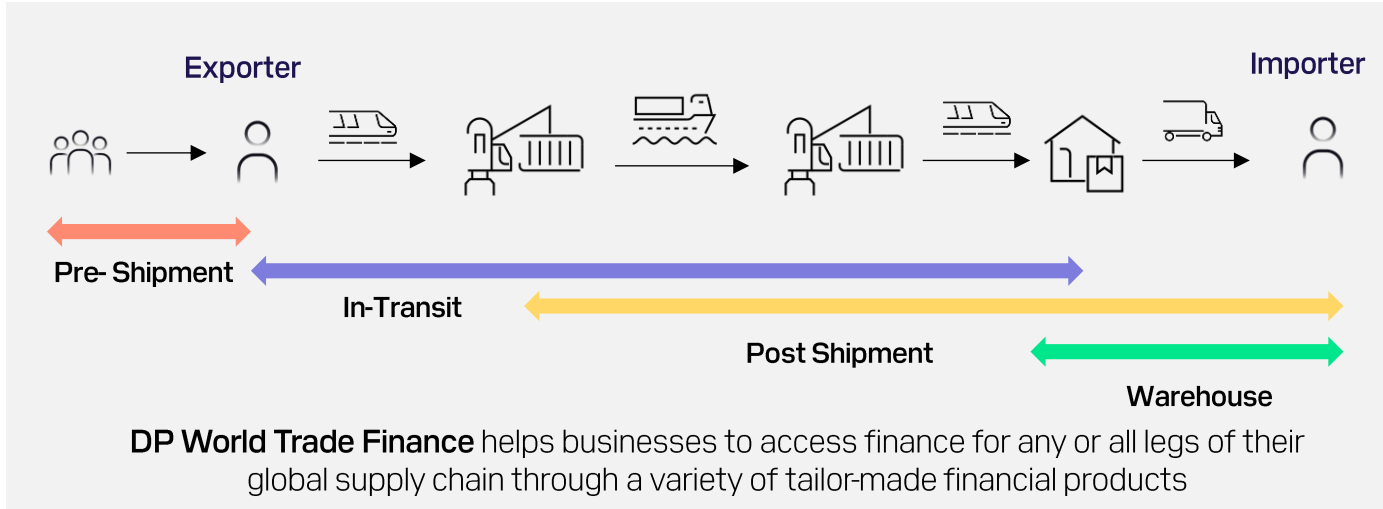 Exporter
Importer
Pre- Shipment
In-Transit
Post Shipment
Warehouse
DP World Trade Finance helps businesses to access finance for any or all legs of their
global supply chain through a variety of tailor-made financial products